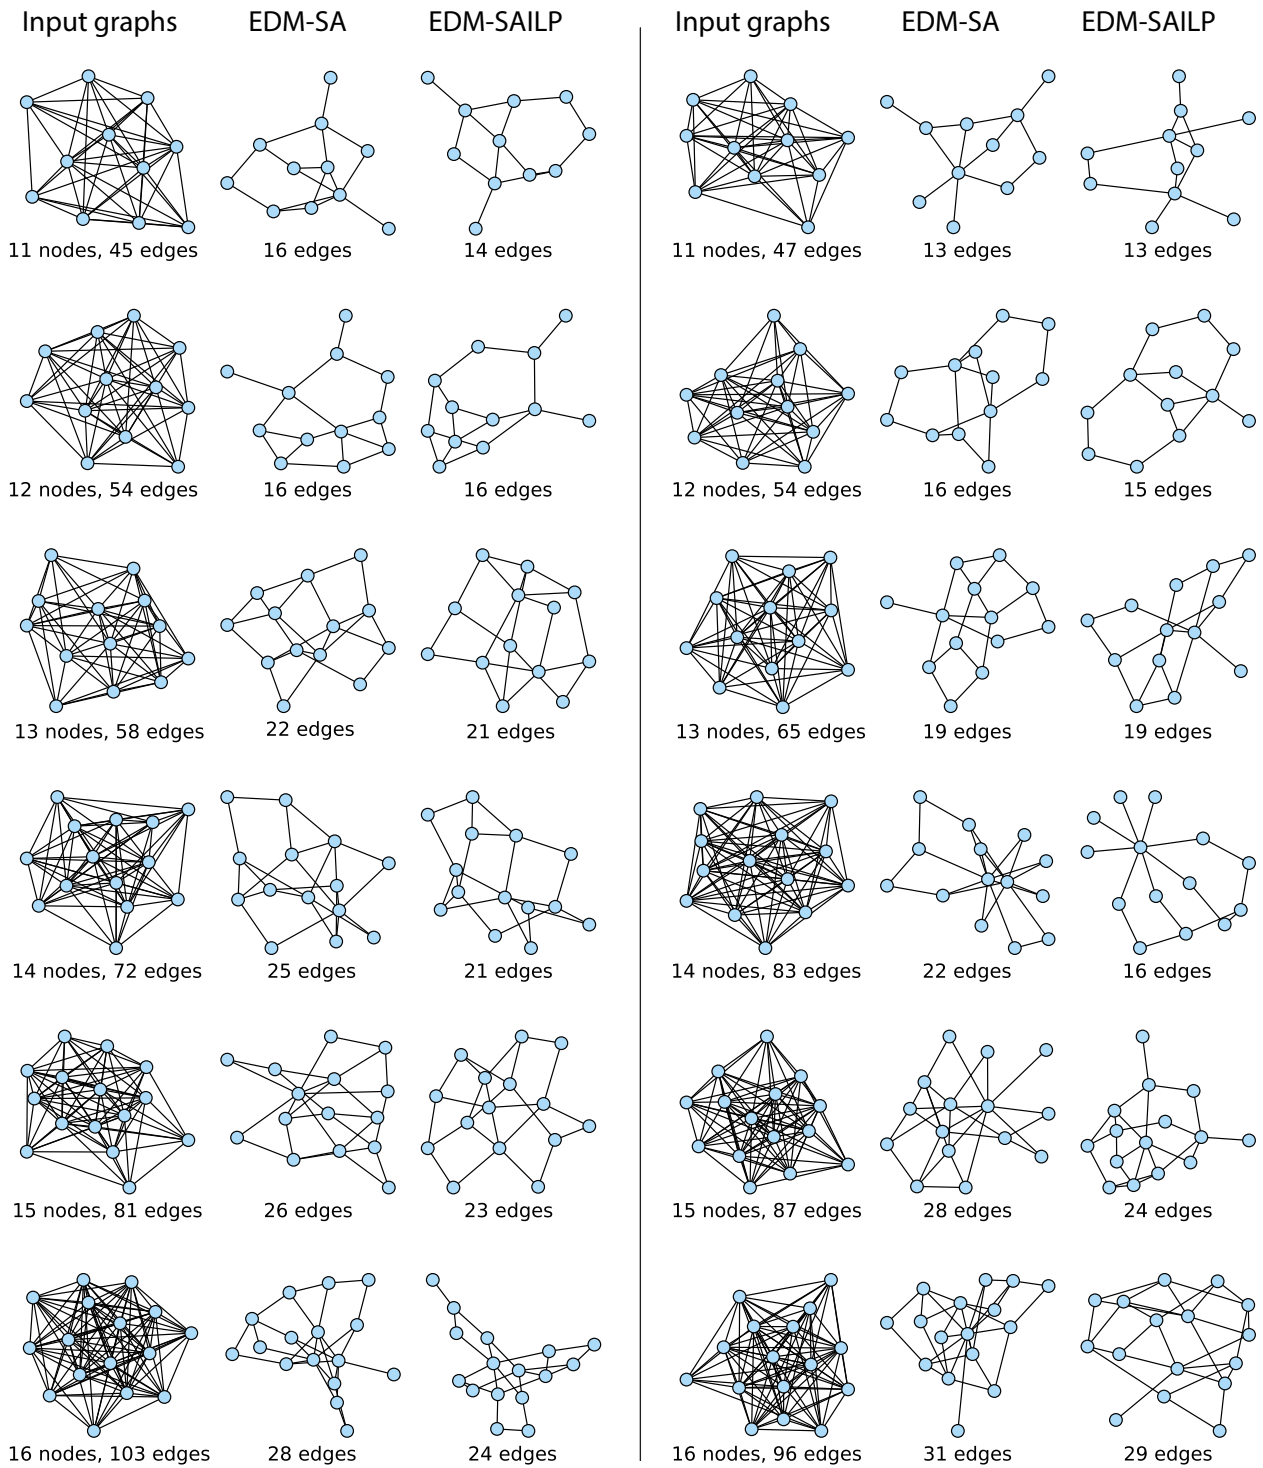 Input graphs EDM-SA EDM-SAILP Input graphs EDM-SA EDM-SAILP
11 nodes, 45 edges 16 edges 14 edges 11 nodes, 47 edges 13 edges 13 edges
12 nodes, 54 edges 16 edges 16 edges 12 nodes, 54 edges 16 edges 15 edges
13 nodes, 58 edges 22 edges 21 edges 13 nodes, 65 edges 19 edges 19 edges
14 nodes, 72 edges 25 edges 21 edges 14 nodes, 83 edges 22 edges 16 edges
15 nodes, 81 edges 26 edges 23 edges 15 nodes, 87 edges 28 edges 24 edges
16 nodes, 103 edges 28 edges 24 edges 16 nodes, 96 edges 31 edges 29 edges